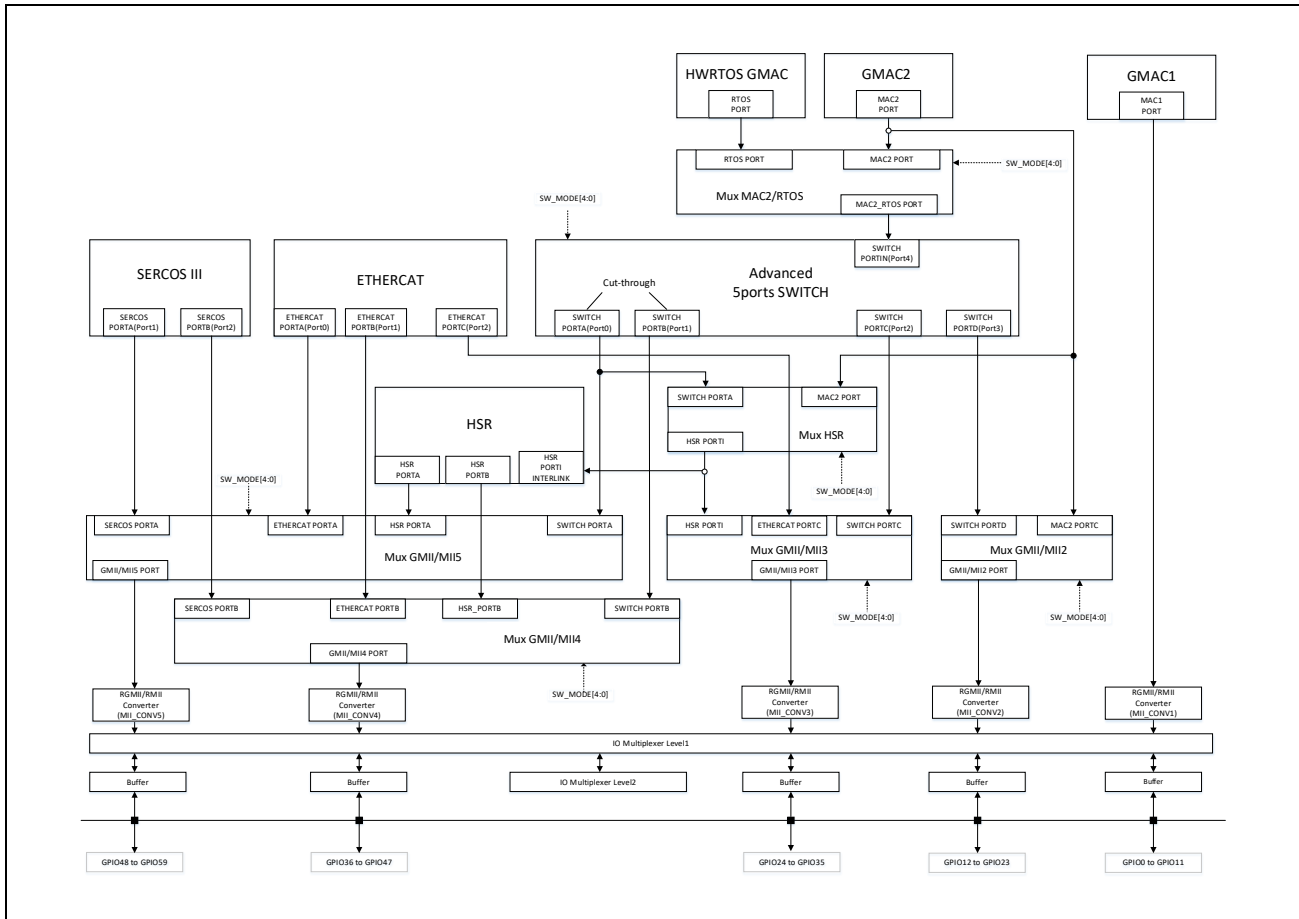 HWRTOS GMAC
RTOS
PORT
GMAC2
MAC2
PORT
GMAC1
MAC1
PORT
RTOS PORT
MAC2 PORT
SW_MODE[4:0]
Mux MAC2/RTOS
MAC2_RTOS PORT
SW_MODE[4:0]
SERCOS III
SERCOS
PORTA(Port1)
SERCOS
PORTB(Port2)
ETHERCAT
ETHERCAT
PORTA(Port0)
ETHERCAT
PORTB(Port1)
ETHERCAT
PORTC(Port2)
SWITCH
PORTIN(Port4)
Advanced
5ports SWITCH
Cut-through
SWITCH
PORTA(Port0)
SWITCH
PORTB(Port1)
SWITCH
PORTC(Port2)
SWITCH
PORTD(Port3)
HSR
HSR
PORTA
HSR
PORTB
HSR
PORTI
INTERLINK
SWITCH PORTA
MAC2 PORT
Mux HSR
HSR PORTI
SW_MODE[4:0]
SW_MODE[4:0]
SERCOS PORTA
ETHERCAT PORTA
HSR PORTA
SWITCH PORTA
Mux GMII/MII5
GMII/MII5 PORT
HSR PORTI
ETHERCAT PORTC
SWITCH PORTC
Mux GMII/MII3
GMII/MII3 PORT
SWITCH PORTD
MAC2 PORTC
Mux GMII/MII2
GMII/MII2 PORT
SERCOS PORTB
ETHERCAT PORTB
HSR_PORTB
SWITCH PORTB
Mux GMII/MII4
GMII/MII4 PORT
SW_MODE[4:0]
SW_MODE[4:0]
SW_MODE[4:0]
RGMII/RMII
Converter
(MII_CONV5)
RGMII/RMII
Converter
(MII_CONV4)
RGMII/RMII
Converter
(MII_CONV3)
RGMII/RMII
Converter
(MII_CONV2)
RGMII/RMII
Converter
(MII_CONV1)
IO Multiplexer Level1
Buffer
Buffer
IO Multiplexer Level2
Buffer
Buffer
Buffer
GPIO48 to GPIO59
GPIO36 to GPIO47
GPIO24 to GPIO35
GPIO12 to GPIO23
GPIO0 to GPIO11